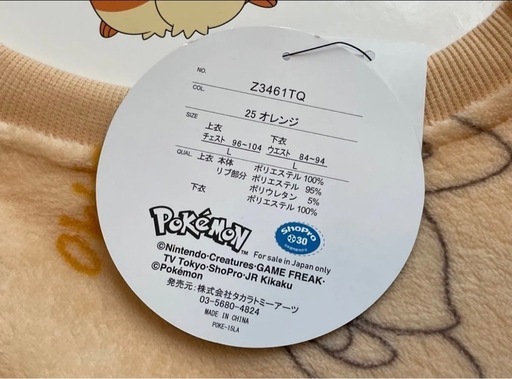 NO. Z3461TQ
COL. 25 オレンジ
SIZE 上衣 下衣
チェスト 96~104 ウエスト 84~94
L L
QUAL. 上衣 本体 ポリエステル 100%
リブ部分 ポリエステル 95%
ポリウレタン 5%
下衣 ポリエステル 100%
POKéMON
ShoPro
30
For sale in Japan only
©Nintendo·Creatures·GAME FREAK·
TV Tokyo·ShoPro·JR Kikaku
©Pokémon
発売元:株式会社タカラトミーアーツ
03-5680-4824
MADE IN CHINA
POKE-15LA